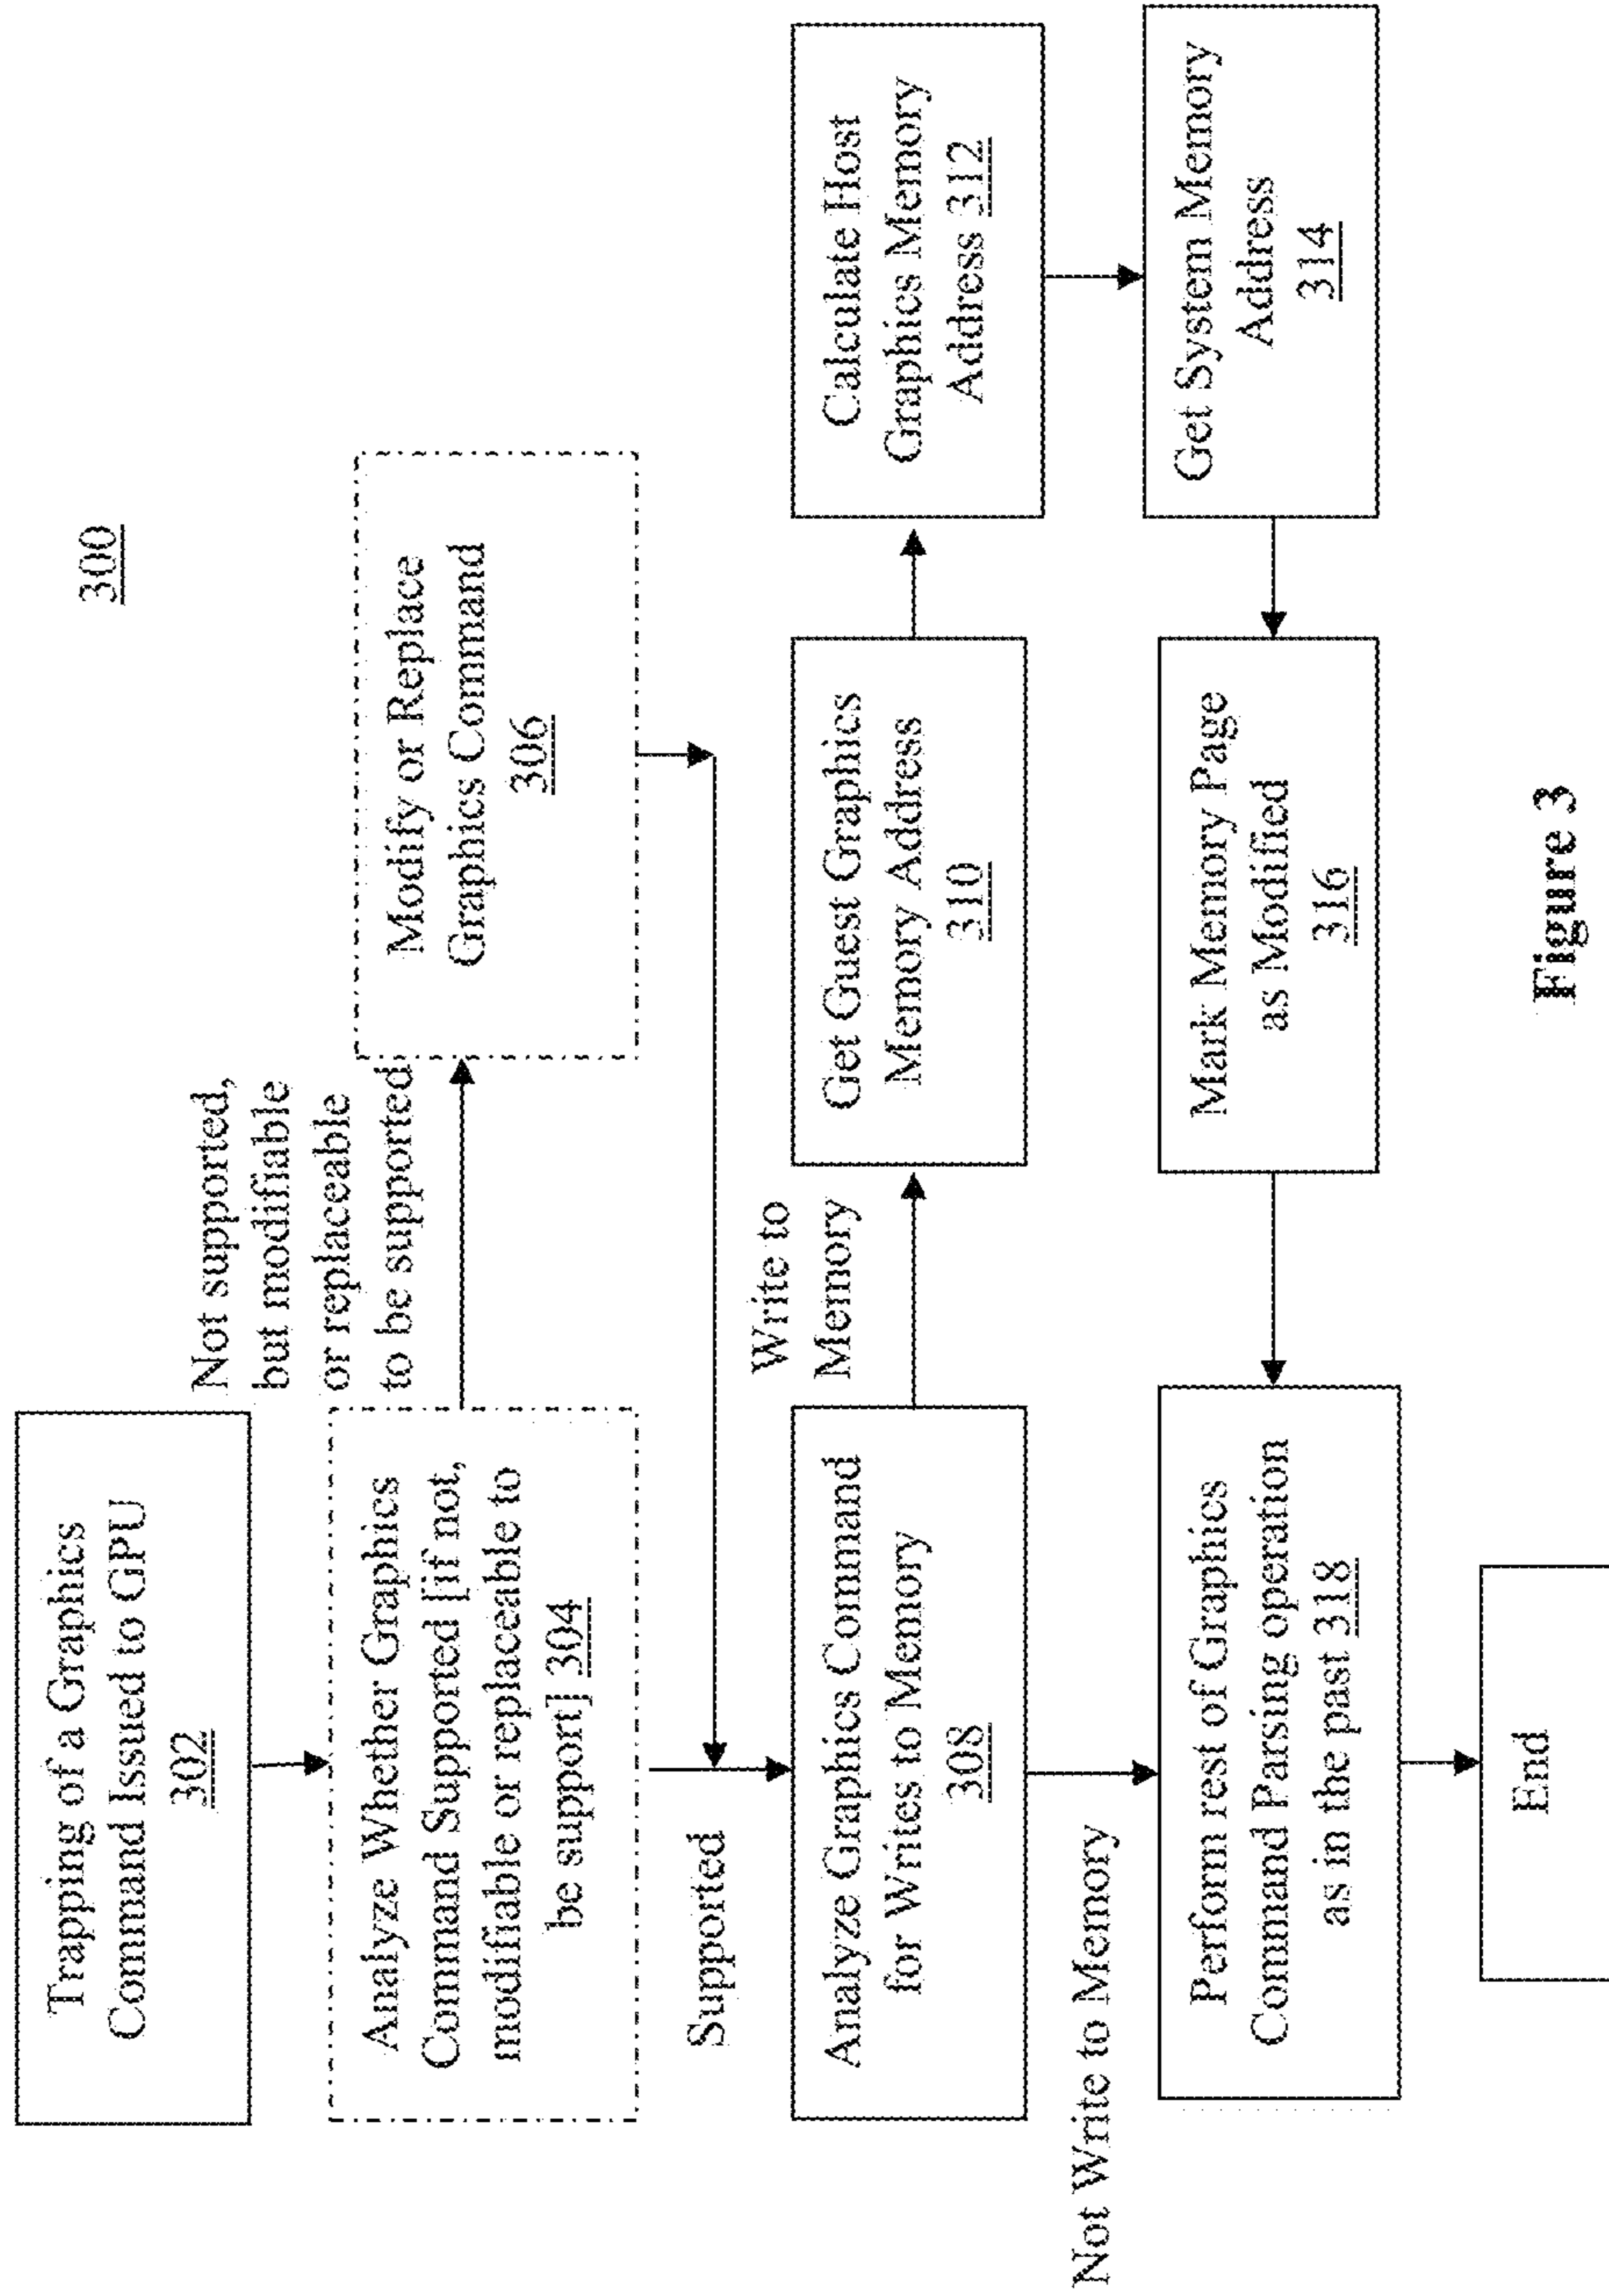 300
Trapping of a Graphics
Command Issued to GPU
302
Not supported,
but modifiable
or replaceable
to be supported
Analyze Whether Graphics
Command Supported [if not,
modifiable or replaceable to
be support] 304
Modify or Replace
Graphics Command
306
Supported
Write to
Memory
Analyze Graphics Command
for Writes to Memory
308
Get Guest Graphics
Memory Address
310
Calculate Host
Graphics Memory
Address 312
Not Write to Memory
Perform rest of Graphics
Command Parsing operation
as in the past 318
Mark Memory Page
as Modified
316
Get System Memory
Address
314
End
Figure 3